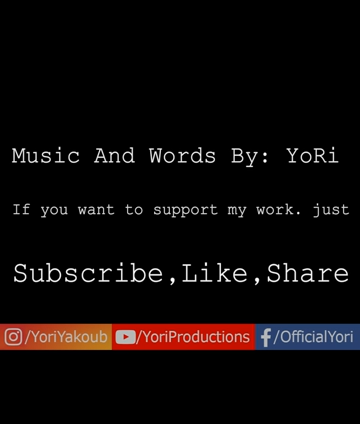 Music And Words By: YoRi
If you want to support my work. just
Subscribe,Like,Share
/YoriYakoub /YoriProductions /OfficialYori